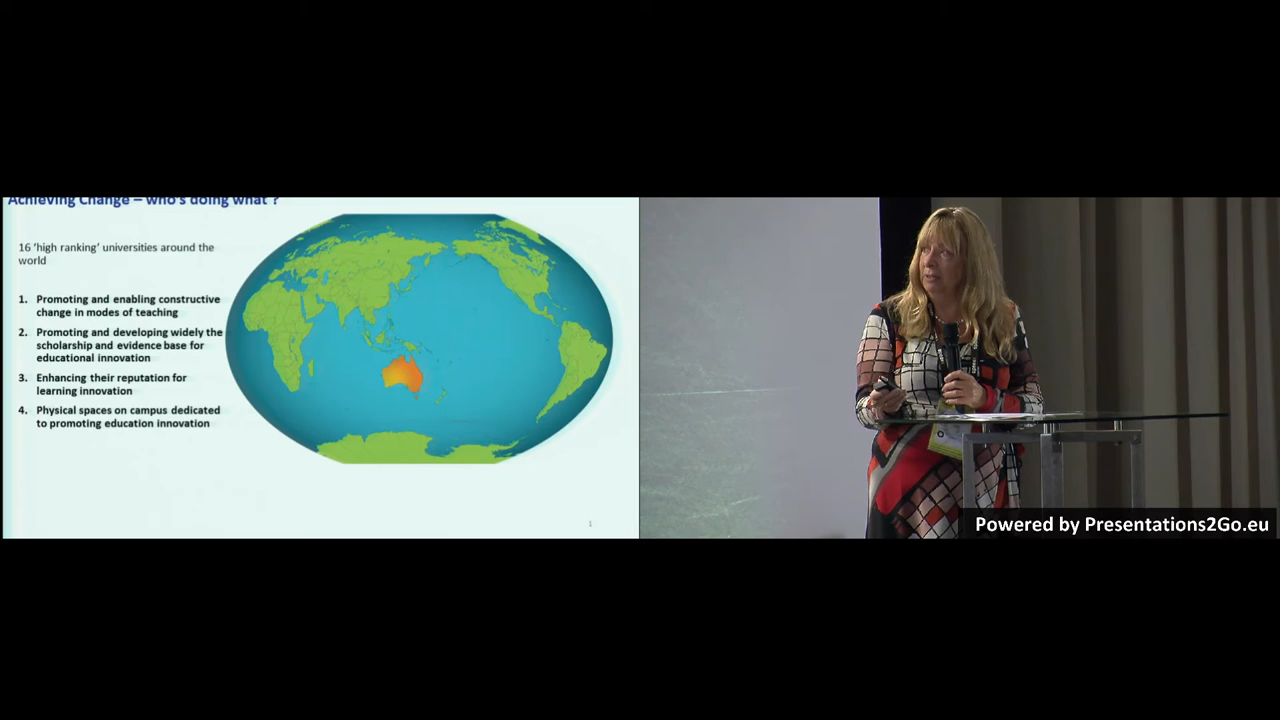 Achieving Change – who's doing what ?
16 'high ranking' universities around the
world
1. Promoting and enabling constructive
change in modes of teaching
2. Promoting and developing widely the
scholarship and evidence base for
educational innovation
3. Enhancing their reputation for
learning innovation
4. Physical spaces on campus dedicated
to promoting education innovation
1
Powered by Presentations2Go.eu